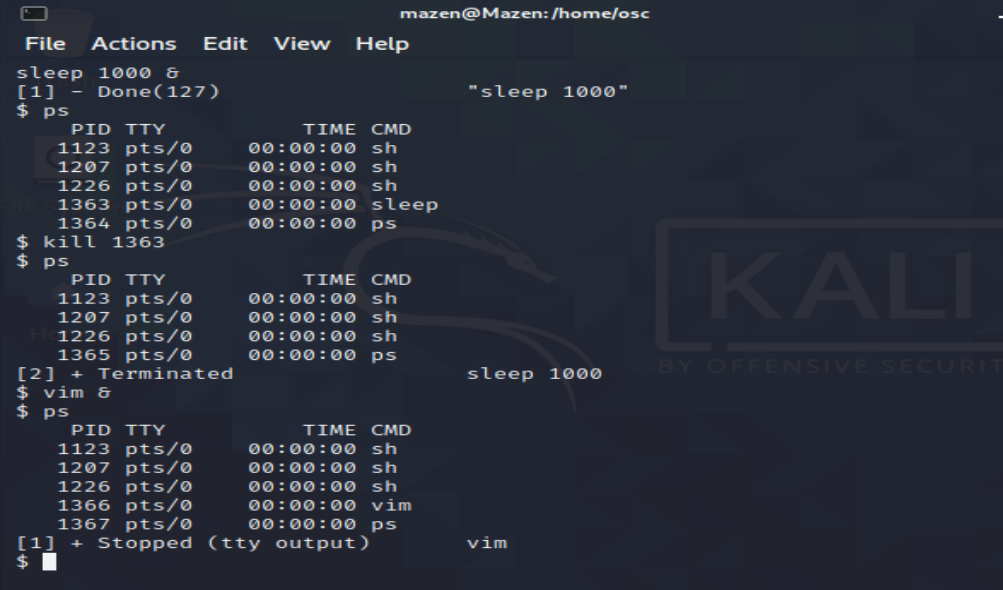 mazen@Mazen: /home/osc
File Actions Edit View Help
sleep 1000 &
[1] - Done(127) "sleep 1000"
$ ps
PID TTY TIME CMD
1123 pts/0 00:00:00 sh
1207 pts/0 00:00:00 sh
1226 pts/0 00:00:00 sh
1363 pts/0 00:00:00 sleep
1364 pts/0 00:00:00 ps
$ kill 1363
$ ps
PID TTY TIME CMD
1123 pts/0 00:00:00 sh
1207 pts/0 00:00:00 sh
1226 pts/0 00:00:00 sh
1365 pts/0 00:00:00 ps
[2] + Terminated sleep 1000
$ vim &
$ ps
PID TTY TIME CMD
1123 pts/0 00:00:00 sh
1207 pts/0 00:00:00 sh
1226 pts/0 00:00:00 sh
1366 pts/0 00:00:00 vim
1367 pts/0 00:00:00 ps
[1] + Stopped (tty output) vim
$
KALI
BY OFFENSIVE SECURIT